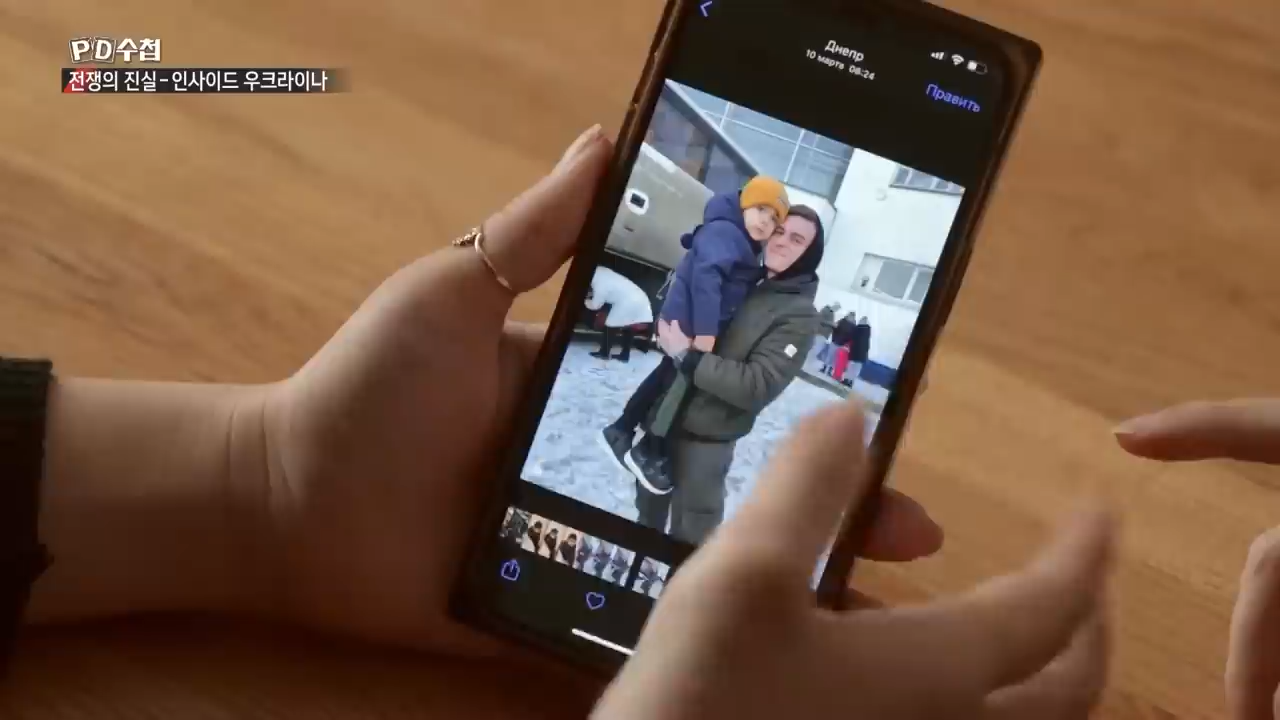 PD수첩
전쟁의 진실-인사이드 우크라이나
Днепр
10 марта 08:24
Править